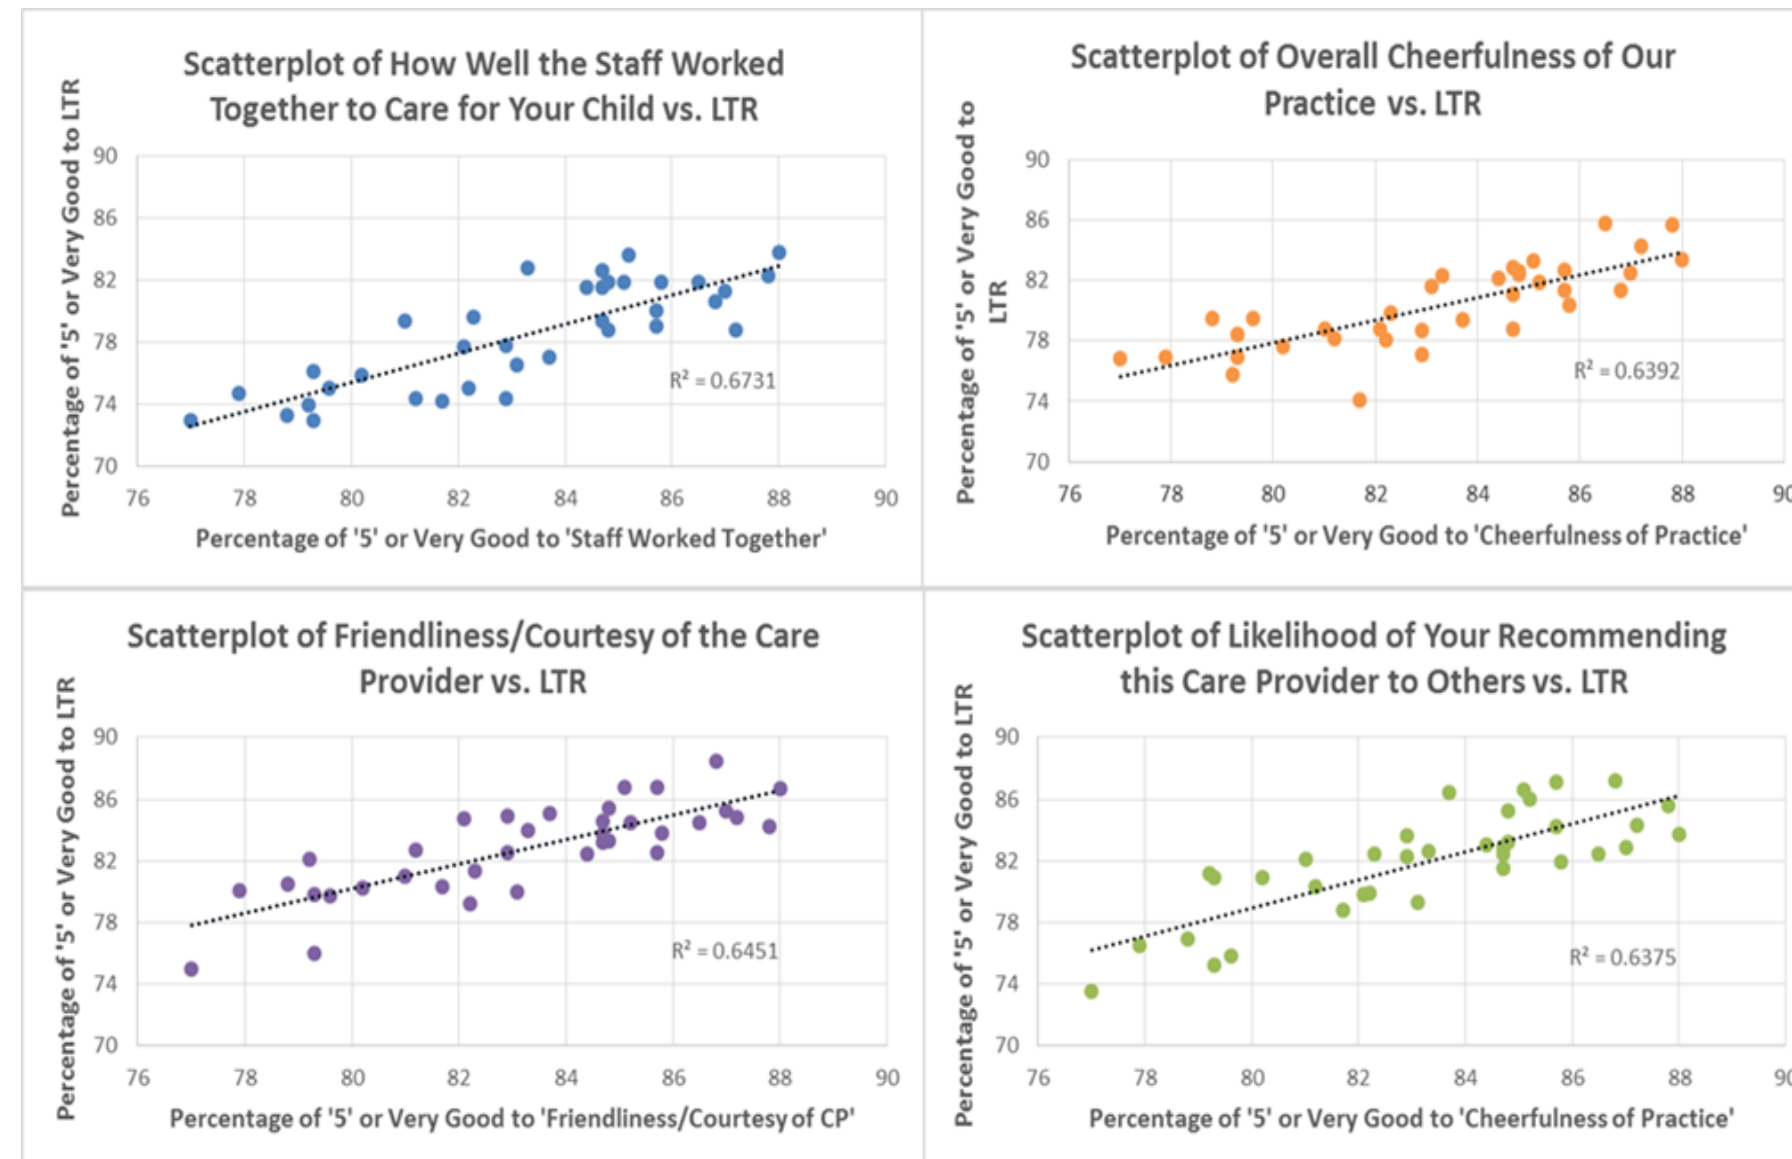 Scatterplot of How Well the Staff Worked
Together to Care for Your Child vs. LTR
Percentage of '5' or Very Good to LTR
90
86
82
78
74
70
R² = 0.6731
76 78 80 82 84 86 88 90
Percentage of '5' or Very Good to 'Staff Worked Together'
Scatterplot of Overall Cheerfulness of Our
Practice vs. LTR
Percentage of '5' or Very Good to
LTR
90
86
82
78
74
70
R² = 0.6392
76 78 80 82 84 86 88 90
Percentage of '5' or Very Good to 'Cheerfulness of Practice'
Scatterplot of Friendliness/Courtesy of the Care
Provider vs. LTR
Percentage of '5' or Very Good to LTR
90
86
82
78
74
70
R² = 0.6451
76 78 80 82 84 86 88 90
Percentage of '5' or Very Good to 'Friendliness/Courtesy of CP'
Scatterplot of Likelihood of Your Recommending
this Care Provider to Others vs. LTR
Percentage of '5' or Very Good to LTR
90
86
82
78
74
70
R² = 0.6375
76 78 80 82 84 86 88 90
Percentage of '5' or Very Good to 'Cheerfulness of Practice'